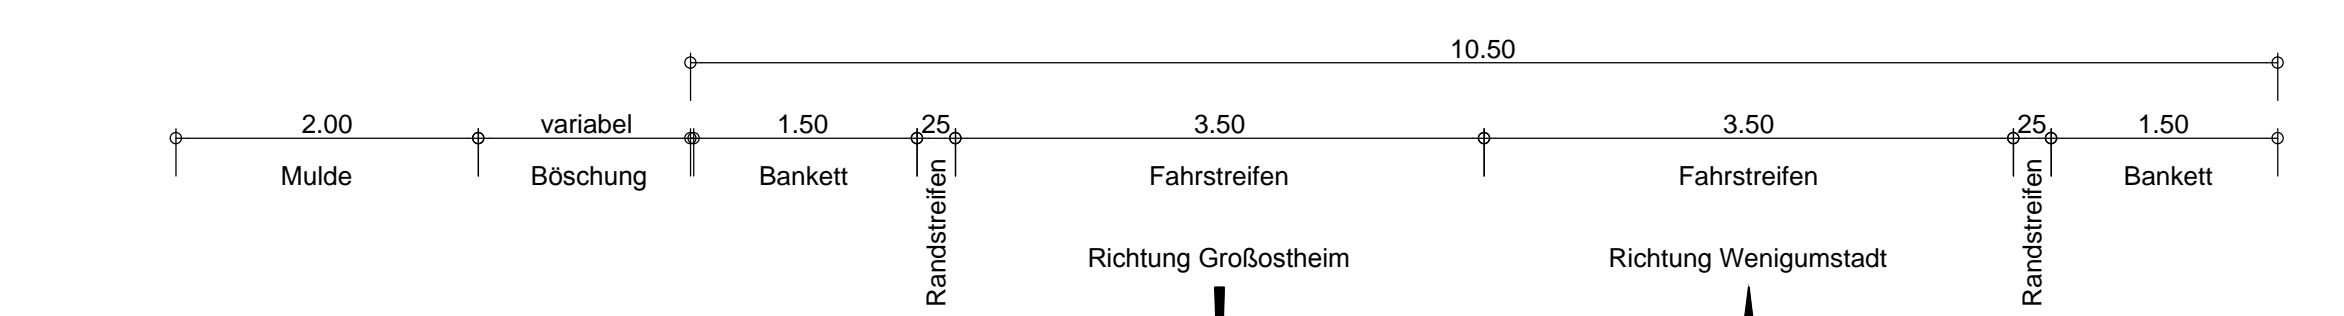 10.50
2.00 variabel 1.50 25 3.50 3.50 25 1.50
Mulde Böschung Bankett Randstreifen Fahrstreifen Fahrstreifen Randstreifen Bankett
Richtung Großostheim Richtung Wenigumstadt